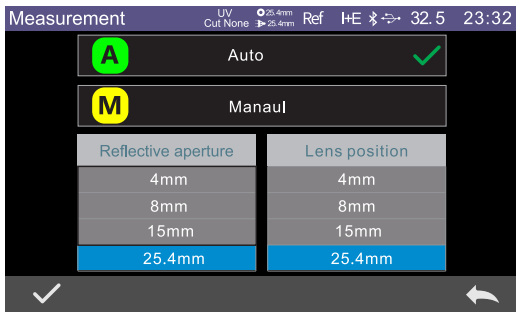 Measurement
UV
Cut None
25.4mm
25.4mm
Ref
I+E
32.5
23:32
A
Auto
M
Manaul
Reflective aperture
Lens position
4mm
4mm
8mm
8mm
15mm
15mm
25.4mm
25.4mm